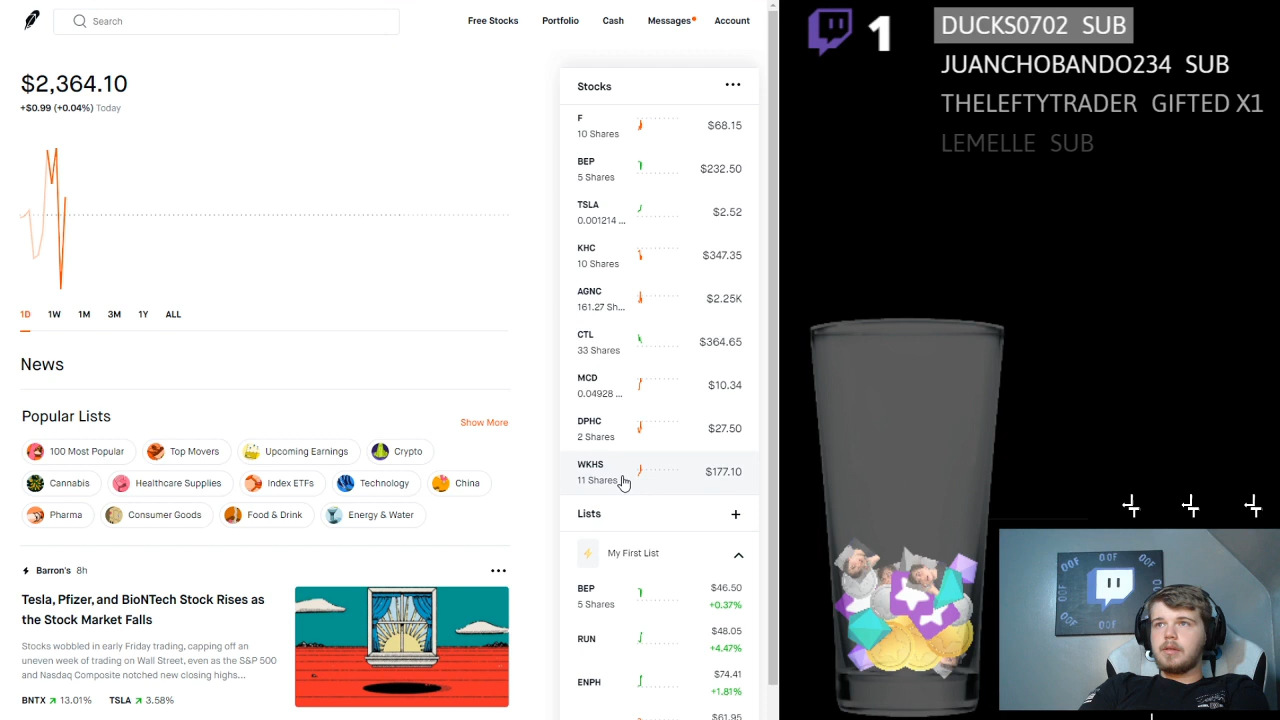 Search
Free Stocks
Portfolio
Cash
Messages
Account
$2,364.10
+$0.99 (+0.04%) Today
1D 1W 1M 3M 1Y ALL
News
Popular Lists
Show More
100 Most Popular
Top Movers
Upcoming Earnings
Crypto
Cannabis
Healthcare Supplies
Index ETFs
Technology
China
Pharma
Consumer Goods
Food & Drink
Energy & Water
Barron's 8h
Tesla, Pfizer, and BioNTech Stock Rises as
the Stock Market Falls
Stocks wobbled in early Friday trading, capping off an
uneven week of trading on Wall Street, even as the S&P 500
and Nasdaq Composite notched new closing highs...
BNTX 13.01% TSLA 3.58%
Stocks
F
10 Shares
$68.15
BEP
5 Shares
$232.50
TSLA
0.001214 ...
$2.52
KHC
10 Shares
$347.35
AGNC
161.27 Sh...
$2.25K
CTL
33 Shares
$364.65
MCD
0.04928 ...
$10.34
DPHC
2 Shares
$27.50
WKHS
11 Shares
$177.10
Lists
My First List
BEP
5 Shares
$46.50
+0.37%
RUN
$48.05
+4.47%
ENPH
$74.41
+1.81%
$61.95
1
DUCKS0702 SUB
JUANCHOBANDO234 SUB
THELEFTYTRADER GIFTED X1
LEMELLE SUB
OOF
OOF
OOF
OOF
OOF
OOF